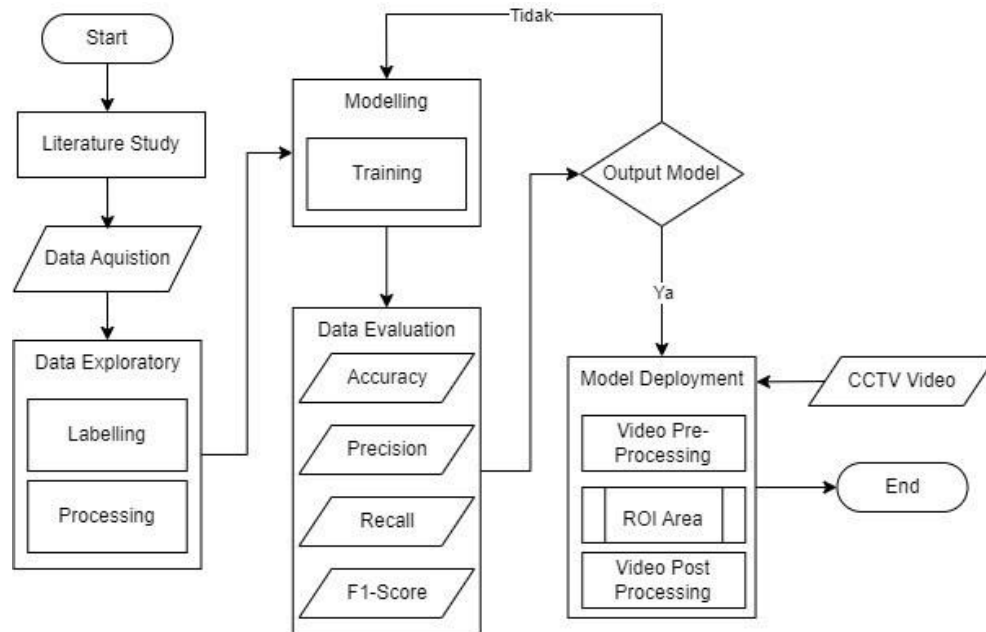 Start
Literature Study
Data Aquistion
Data Exploratory
Labelling
Processing
Modelling
Training
Data Evaluation
Accuracy
Precision
Recall
F1-Score
Tidak
Output Model
Ya
Model Deployment
Video Pre-
Processing
ROI Area
Video Post
Processing
CCTV Video
End